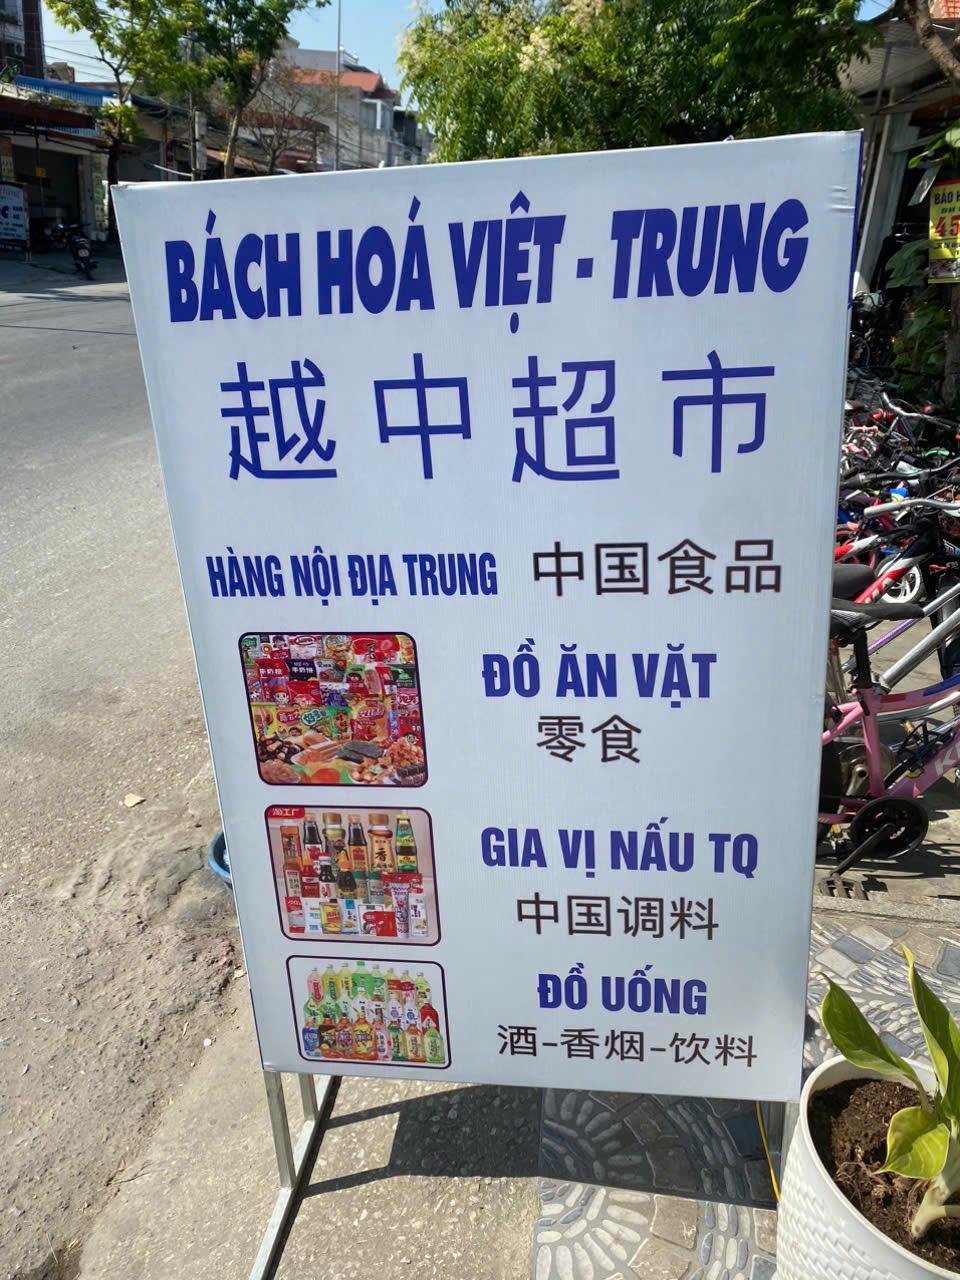 BÁCH HOÁ VIỆT - TRUNG
越中超市
HÀNG NỘI ĐỊA TRUNG 中国食品
ĐỒ ĂN VẶT
零食
GIA VỊ NẤU TQ
中国调料
ĐỒ UỐNG
酒-香烟-饮料